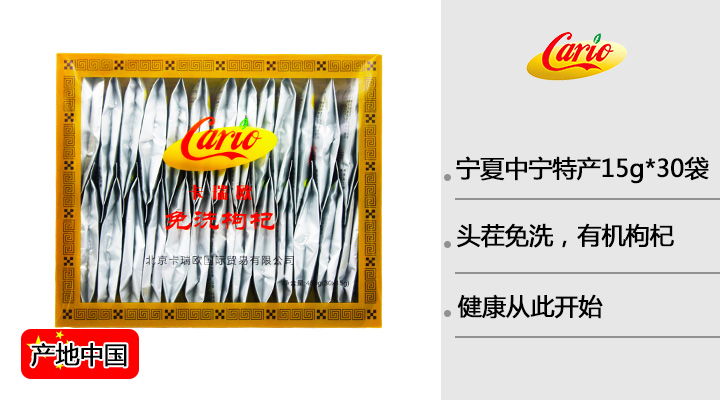 Cario
卡瑞欧
免洗枸杞
北京卡瑞欧国际贸易有限公司
产地中国
Cario
宁夏中宁特产15g*30袋
头茬免洗，有机枸杞
健康从此开始